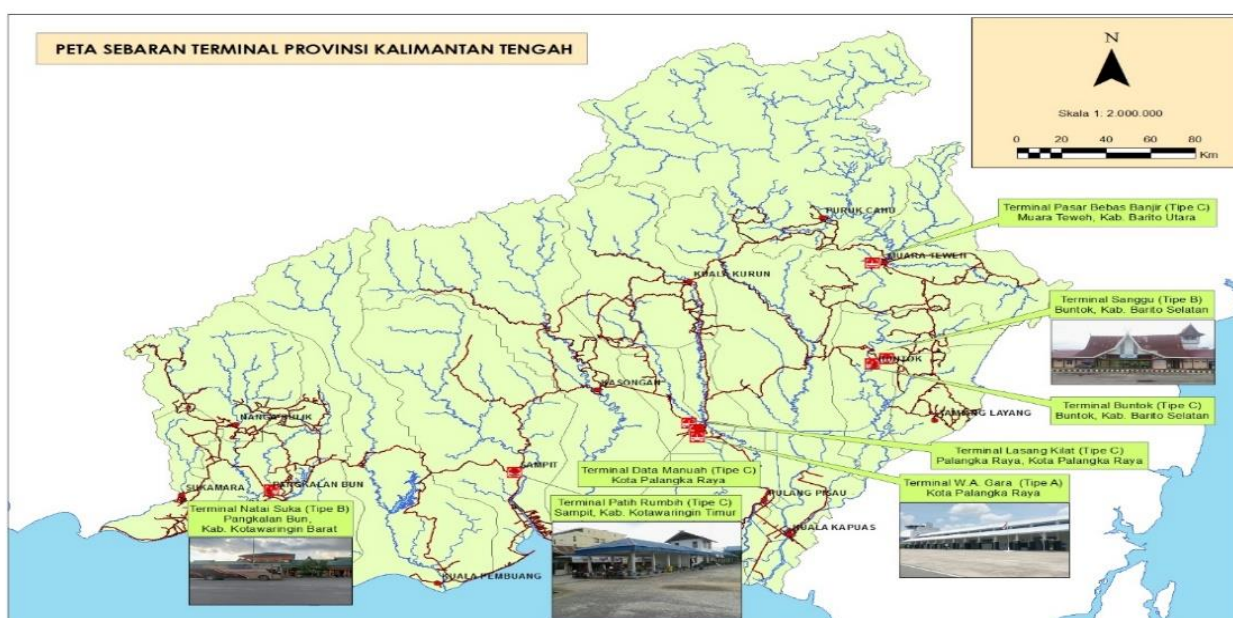 PETA SEBARAN TERMINAL PROVINSI KALIMANTAN TENGAH
N
Skala 1: 2.000.000
0 20 40 60 80
Km
PURUK CAHU
Terminal Pasar Bebas Banjir (Tipe C)
Muara Teweh, Kab. Barito Utara
MUARA TEWEH
KUALA KURUN
Terminal Sanggu (Tipe B)
Buntok, Kab. Barito Selatan
BUNTOK
KASONGAN
Terminal Buntok (Tipe C)
Buntok, Kab. Barito Selatan
NANGA BULIK
LAYANG
Terminal Lasang Kilat (Tipe C)
Palangka Raya, Kota Palangka Raya
SAMPIT
Terminal Data Manuah (Tipe C)
Kota Palangka Raya
Terminal W.A. Gara (Tipe A)
Kota Palangka Raya
SUKAMARA
PANGKALAN BUN
PULANG PISAU
Terminal Natai Suka (Tipe B)
Pangkalan Bun,
Kab. Kotawaringin Barat
Terminal Patih Rumbih (Tipe C)
Sampit, Kab. Kotawaringin Timur
KUALA KAPUAS
KUALA PEMBUANG